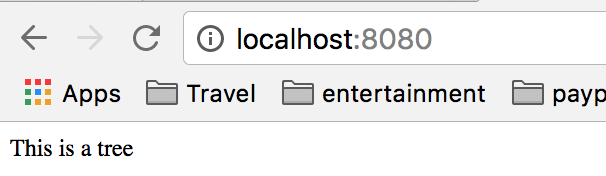 localhost:8080
Apps Travel entertainment payp
This is a tree